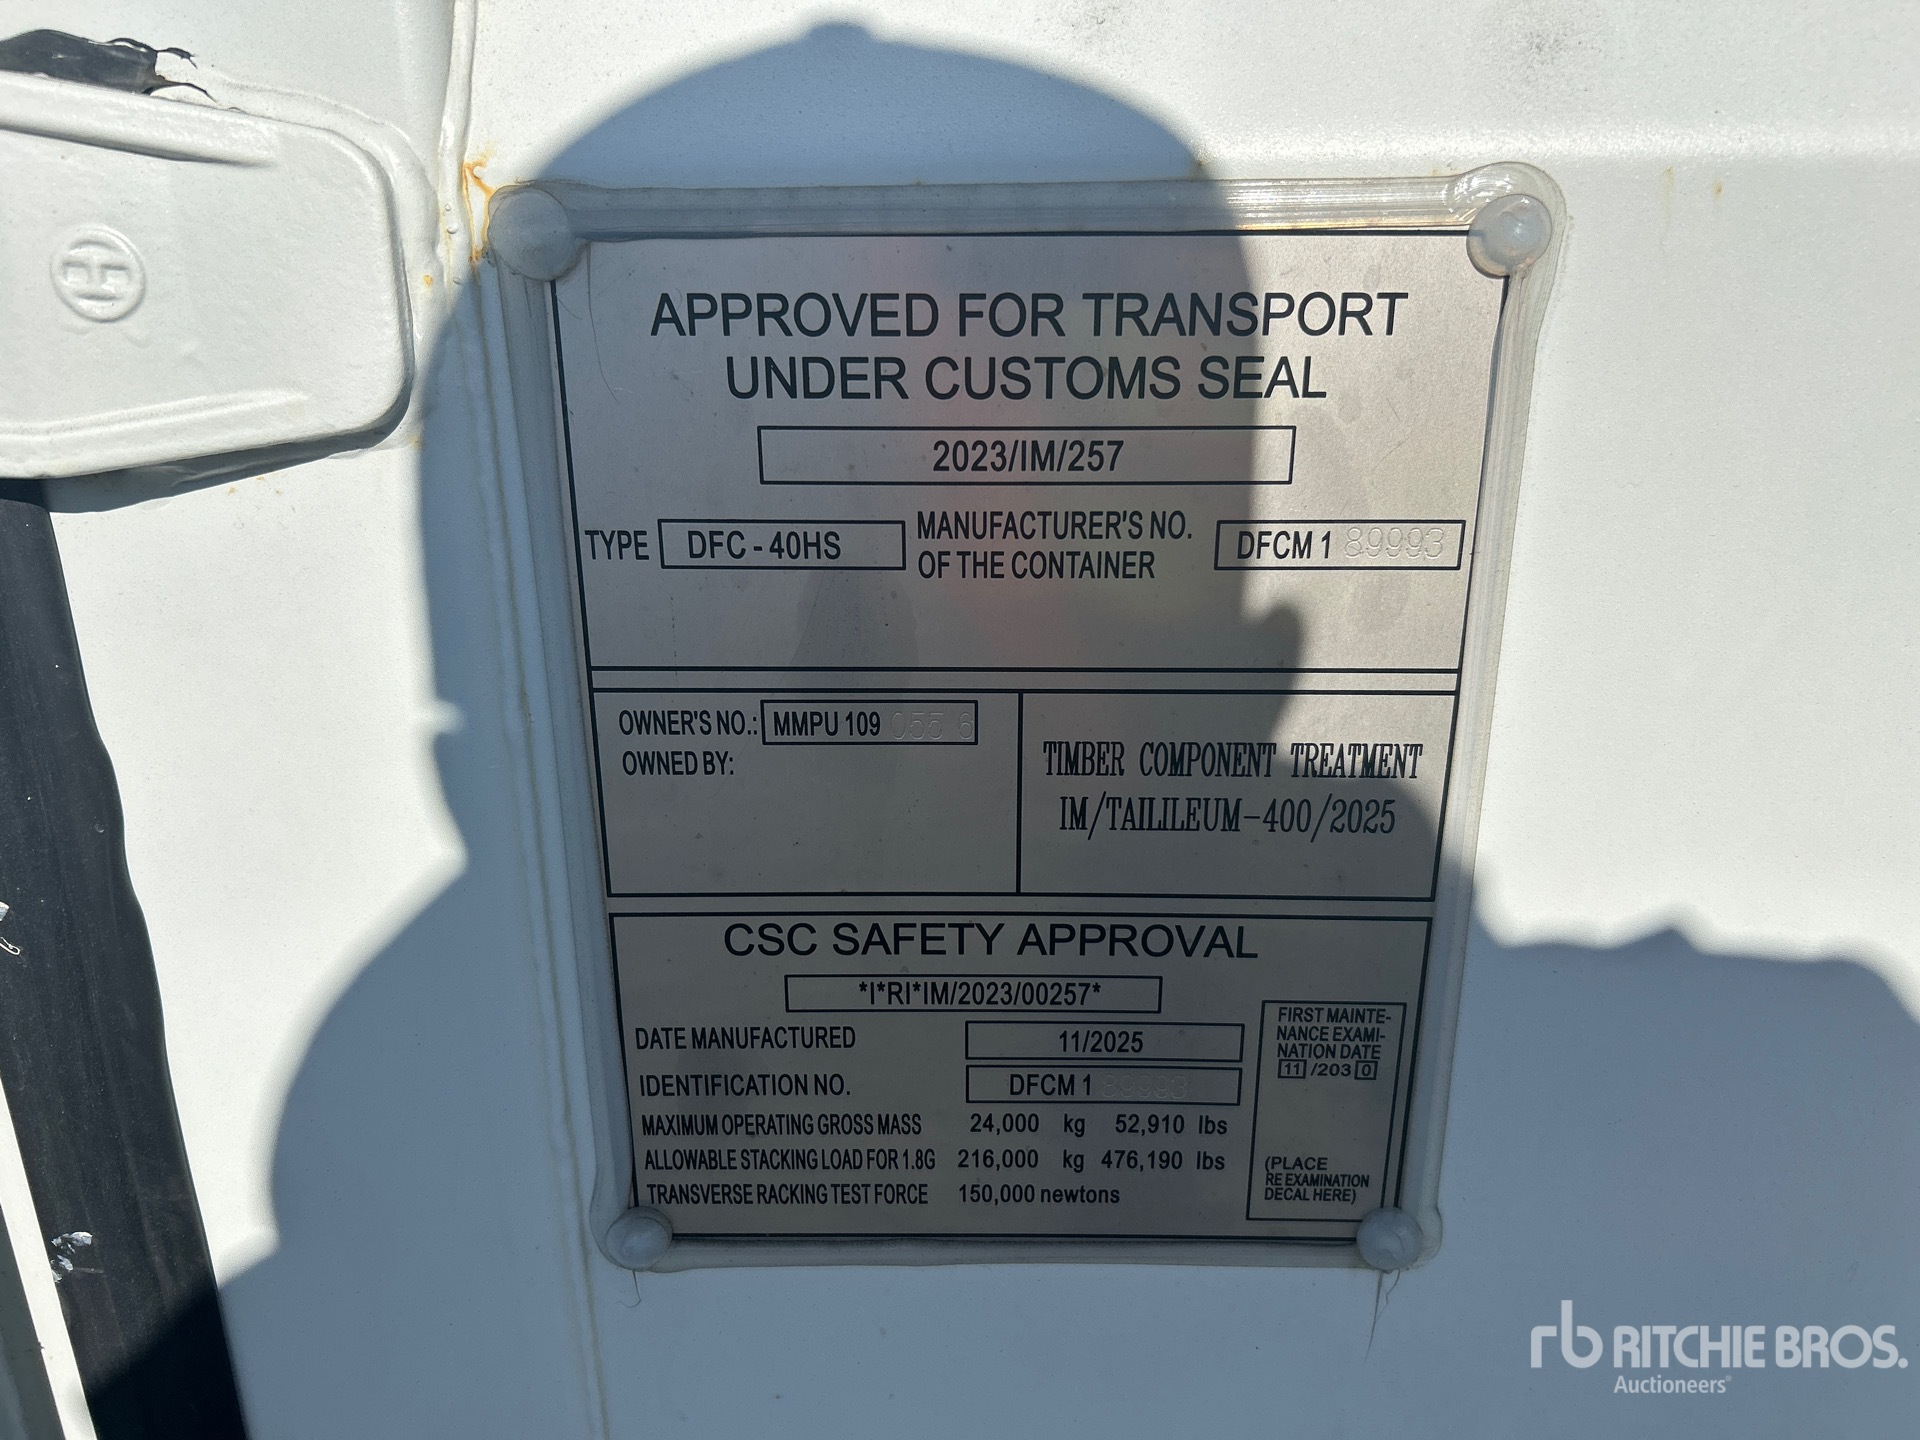 H
APPROVED FOR TRANSPORT
UNDER CUSTOMS SEAL
2023/IM/257
TYPE DFC-40HS MANUFACTURER'S NO. OF THE CONTAINER DFCM 1 89993
OWNER'S NO.: MMPU 109 055 6
OWNED BY:
TIMBER COMPONENT TREATMENT
IM/TAILILEUM-400/2025
CSC SAFETY APPROVAL
*I*RI*IM/2023/00257*
DATE MANUFACTURED 11/2025
IDENTIFICATION NO. DFCM 1 89993
MAXIMUM OPERATING GROSS MASS 24,000 kg 52,910 lbs
ALLOWABLE STACKING LOAD FOR 1.8G 216,000 kg 476,190 lbs
TRANSVERSE RACKING TEST FORCE 150,000 newtons
FIRST MAINTE-
NANCE EXAMI-
NATION DATE
11 /203 0
(PLACE
RE EXAMINATION
DECAL HERE)
rb RITCHIE BROS.
Auctioneers®